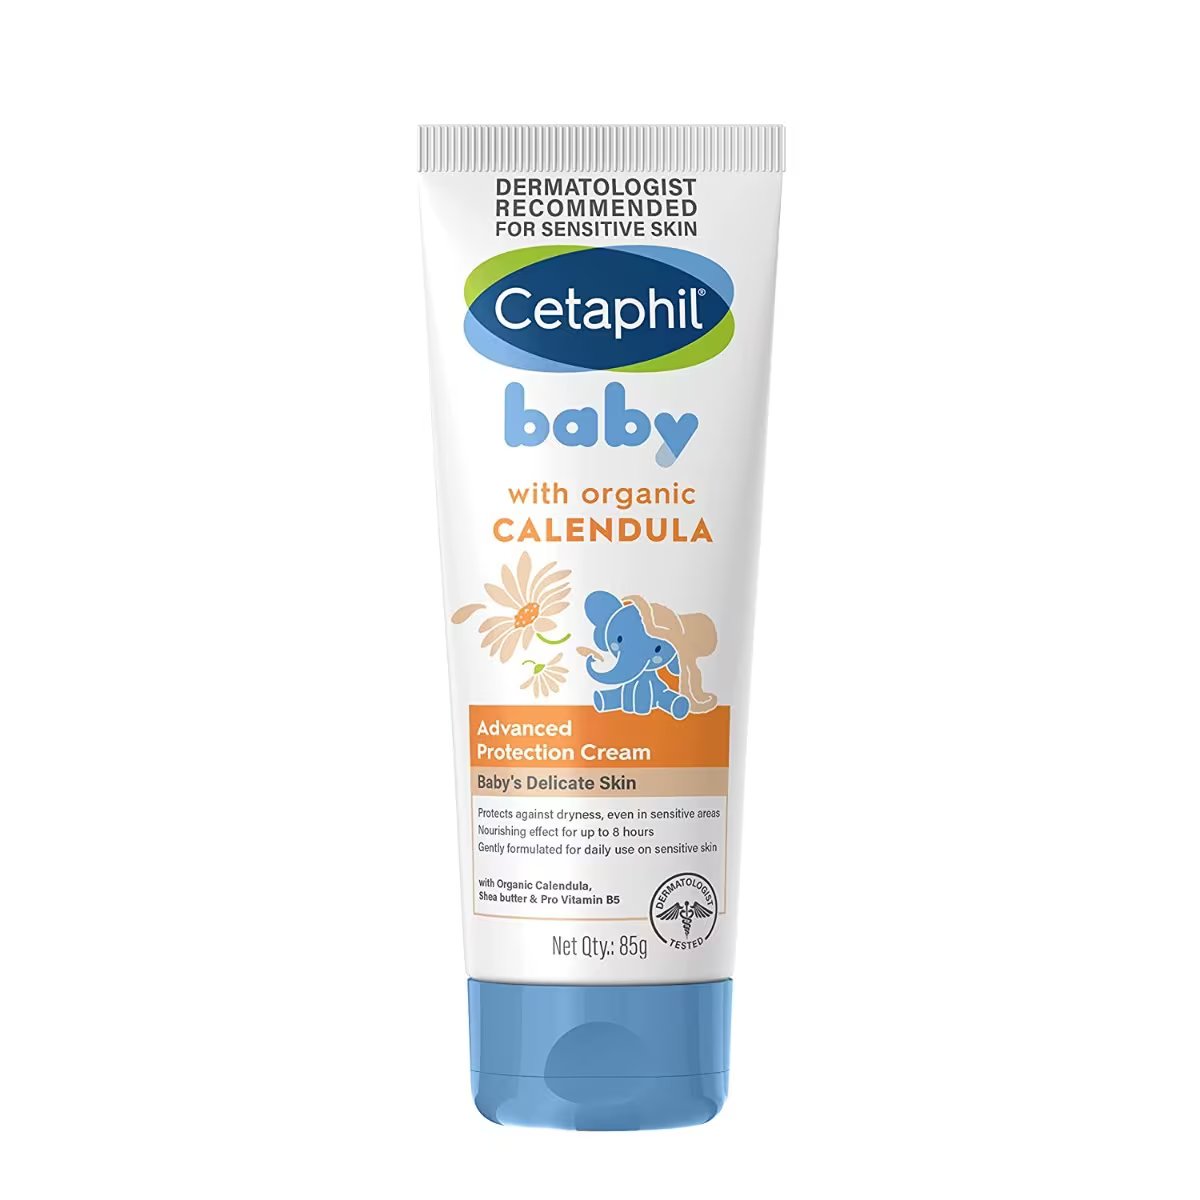 DERMATOLOGIST
RECOMMENDED
FOR SENSITIVE SKIN
Cetaphil®
baby
with organic
CALENDULA
Advanced
Protection Cream
Baby's Delicate Skin
Protects against dryness, even in sensitive areas
Nourishing effect for up to 8 hours
Gently formulated for daily use on sensitive skin
with Organic Calendula,
Shea butter & Pro Vitamin B5
DERMATOLOGIST
TESTED
Net Qty.: 85g